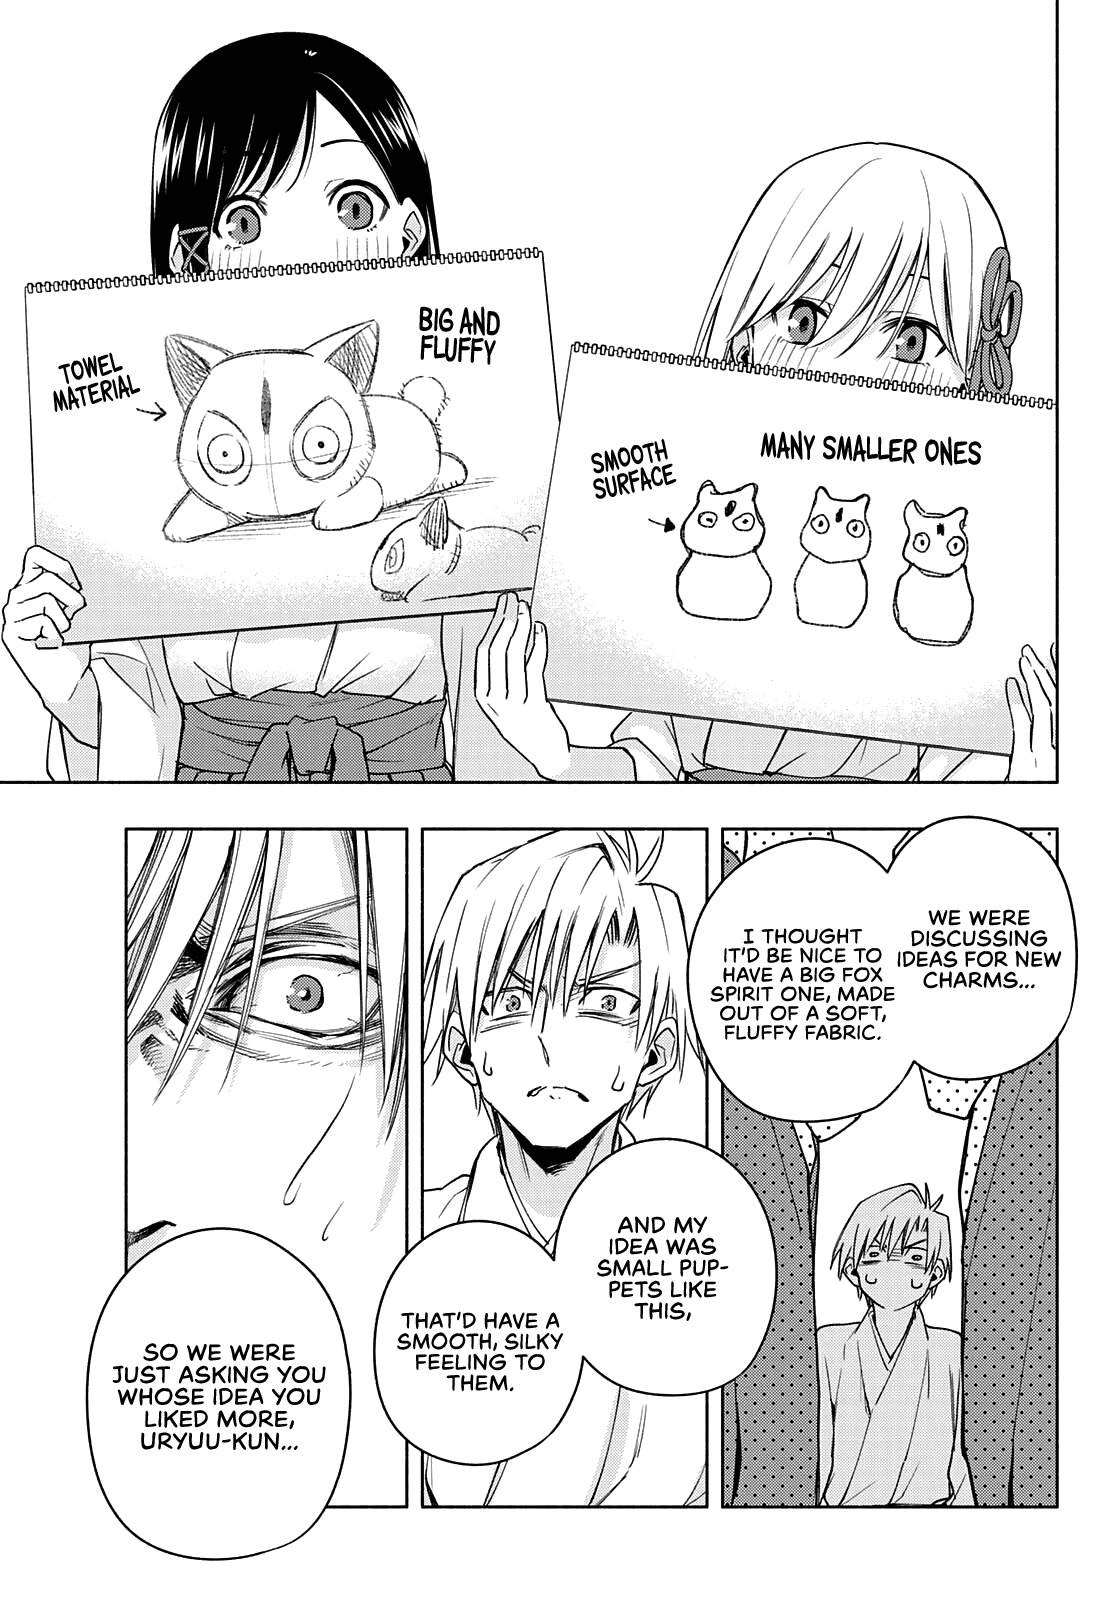 BIG AND
FLUFFY
TOWEL
MATERIAL
MANY SMALLER ONES
SMOOTH
SURFACE
WE WERE
DISCUSSING
IDEAS FOR NEW
CHARMS...
I THOUGHT
IT'D BE NICE TO
HAVE A BIG FOX
SPIRIT ONE, MADE
OUT OF A SOFT,
FLUFFY FABRIC.
AND MY
IDEA WAS
SMALL PUP-
PETS LIKE
THIS,
THAT'D HAVE A
SMOOTH, SILKY
FEELING TO
THEM.
SO WE WERE
JUST ASKING YOU
WHOSE IDEA YOU
LIKED MORE,
URYUU-KUN...